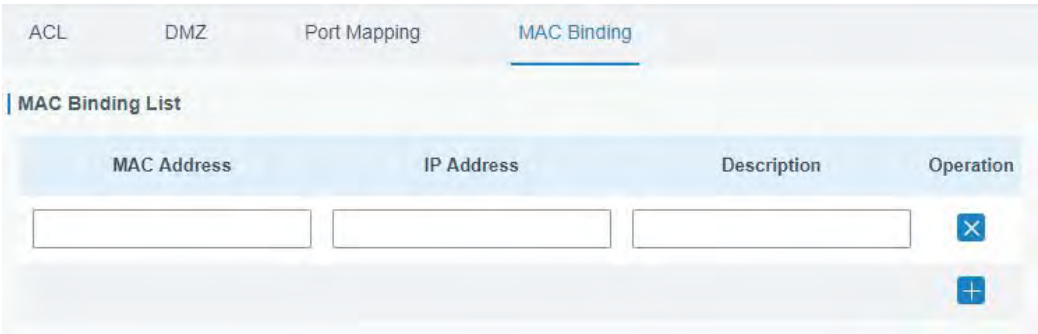 ACL DMZ Port Mapping MAC Binding
MAC Binding List
MAC Address IP Address Description Operation